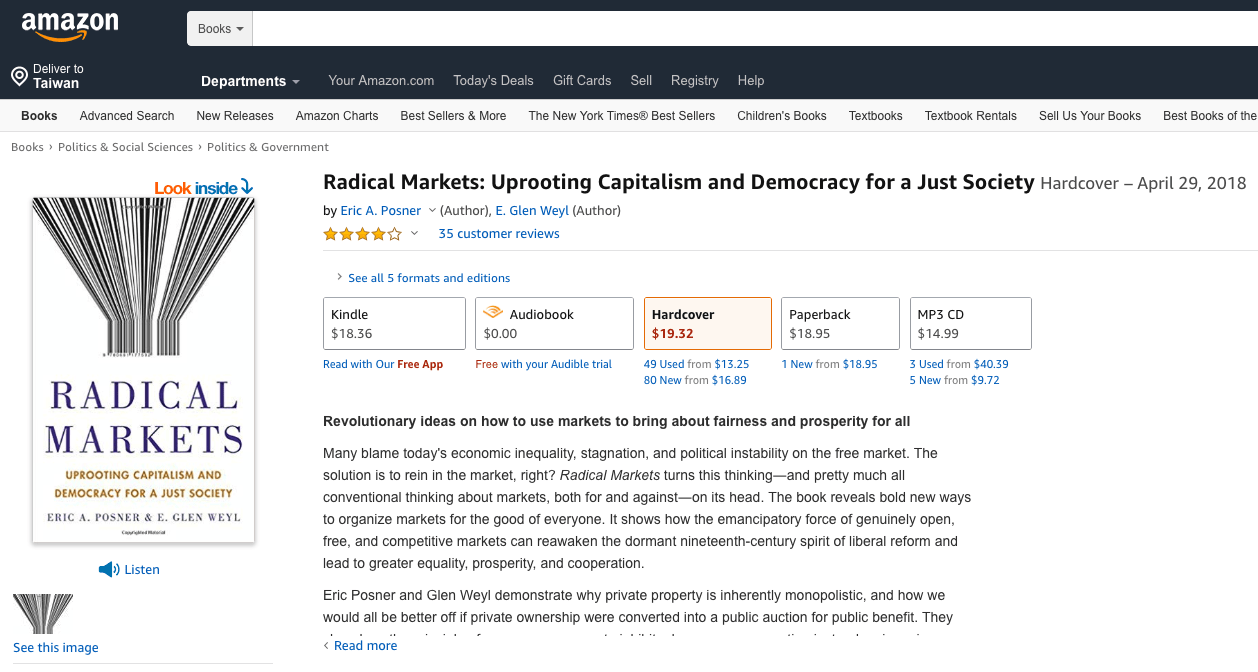 amazon
Books
Deliver to
Taiwan
Departments Your Amazon.com Today's Deals Gift Cards Sell Registry Help
Books Advanced Search New Releases Amazon Charts Best Sellers & More The New York Times® Best Sellers Children's Books Textbooks Textbook Rentals Sell Us Your Books Best Books of the
Books › Politics & Social Sciences › Politics & Government
Look inside
RADICAL
MARKETS
UPROOTING CAPITALISM AND
DEMOCRACY FOR A JUST SOCIETY
ERIC A. POSNER & E. GLEN WEYL
Copyrighted Material
Listen
See this image
Radical Markets: Uprooting Capitalism and Democracy for a Just Society Hardcover – April 29, 2018
by Eric A. Posner (Author), E. Glen Weyl (Author)
35 customer reviews
See all 5 formats and editions
Kindle
$18.36
Read with Our Free App
Audiobook
$0.00
Free with your Audible trial
Hardcover
$19.32
49 Used from $13.25
80 New from $16.89
Paperback
$18.95
1 New from $18.95
MP3 CD
$14.99
3 Used from $40.39
5 New from $9.72
Revolutionary ideas on how to use markets to bring about fairness and prosperity for all
Many blame today's economic inequality, stagnation, and political instability on the free market. The
solution is to rein in the market, right? Radical Markets turns this thinking—and pretty much all
conventional thinking about markets, both for and against—on its head. The book reveals bold new ways
to organize markets for the good of everyone. It shows how the emancipatory force of genuinely open,
free, and competitive markets can reawaken the dormant nineteenth-century spirit of liberal reform and
lead to greater equality, prosperity, and cooperation.
Eric Posner and Glen Weyl demonstrate why private property is inherently monopolistic, and how we
would all be better off if private ownership were converted into a public auction for public benefit. They
Read more